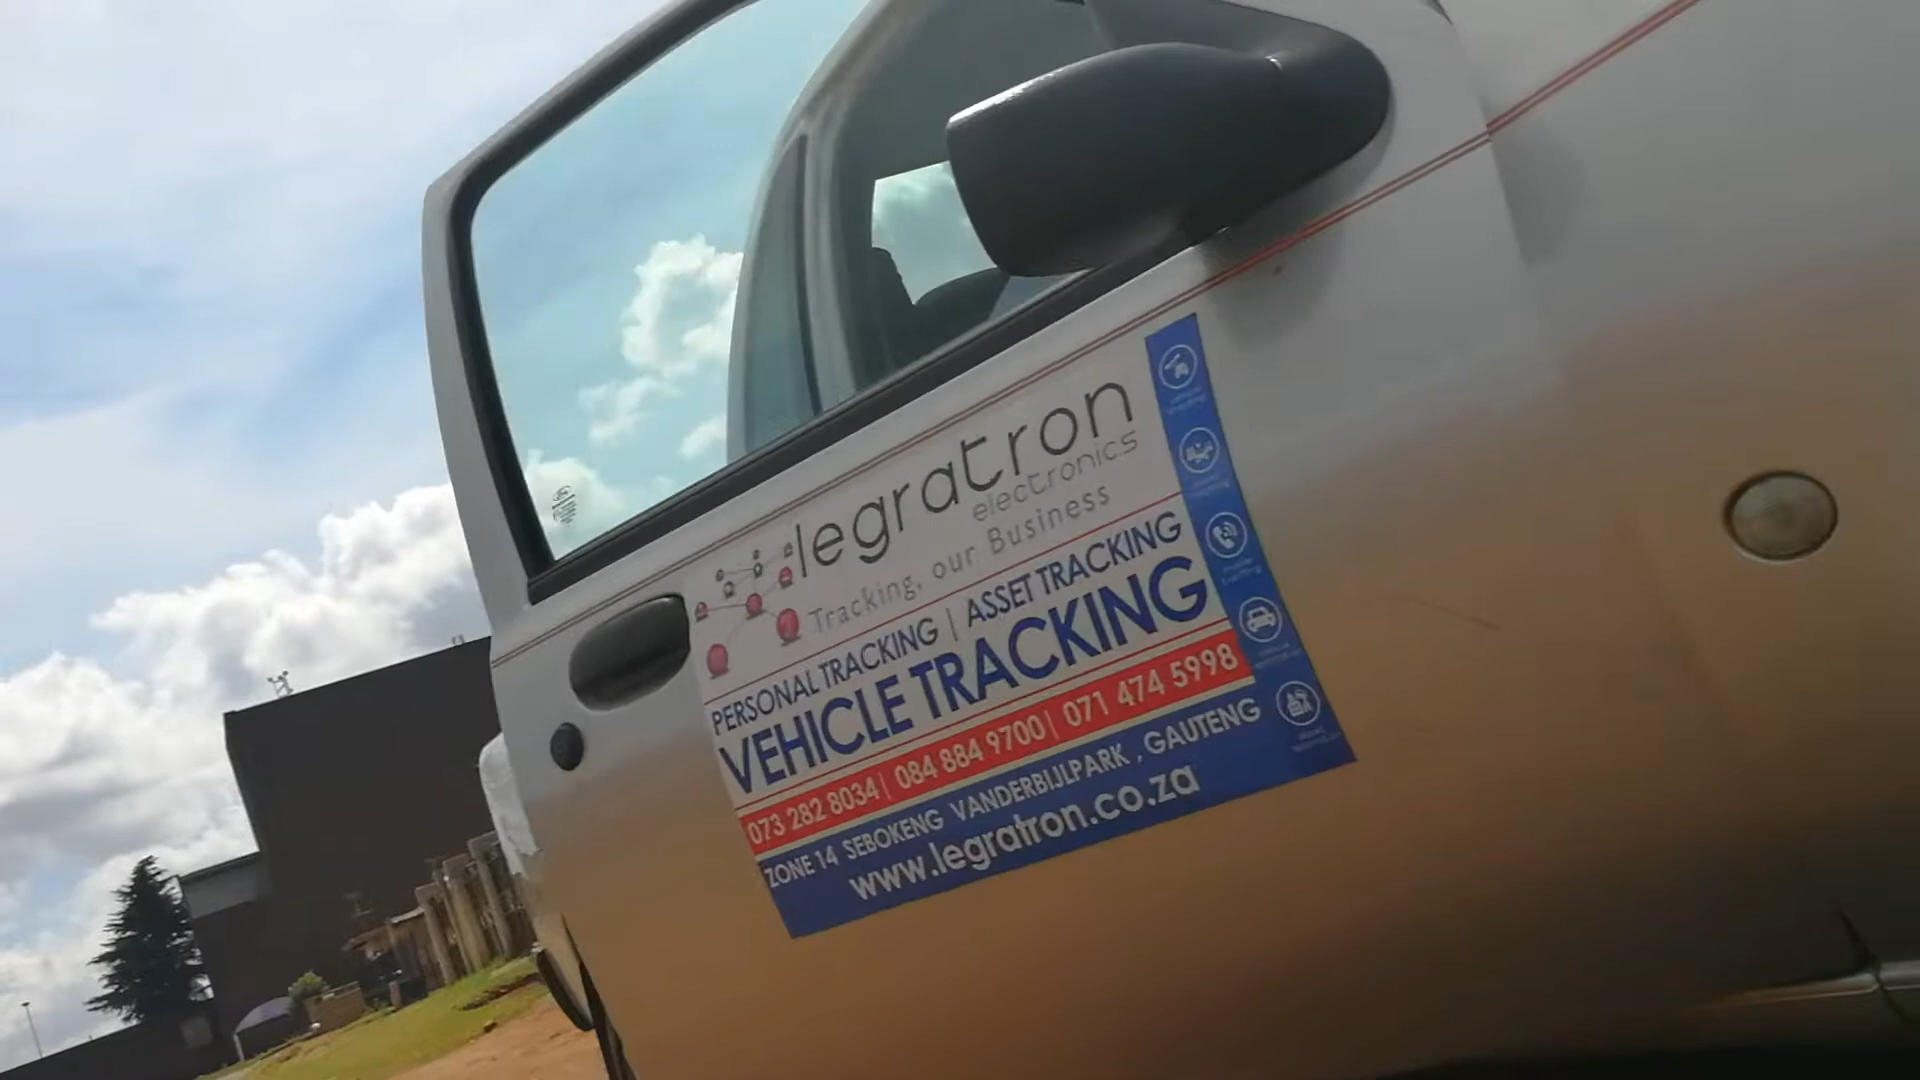 legratron
electronics
Tracking, our Business
PERSONAL TRACKING | ASSET TRACKING
VEHICLE TRACKING
073 282 8034 | 084 884 9700 | 071 474 5998
ZONE 14 SEBOKENG VANDERBIJLPARK , GAUTENG
www.legratron.co.za